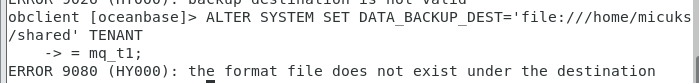 ERROR 9026 (HY000): backup destination is not valid
obclient [oceanbase]> ALTER SYSTEM SET DATA_BACKUP_DEST='file:///home/micuks
/shared' TENANT
    -> = mq_t1;
ERROR 9080 (HY000): the format file does not exist under the destination